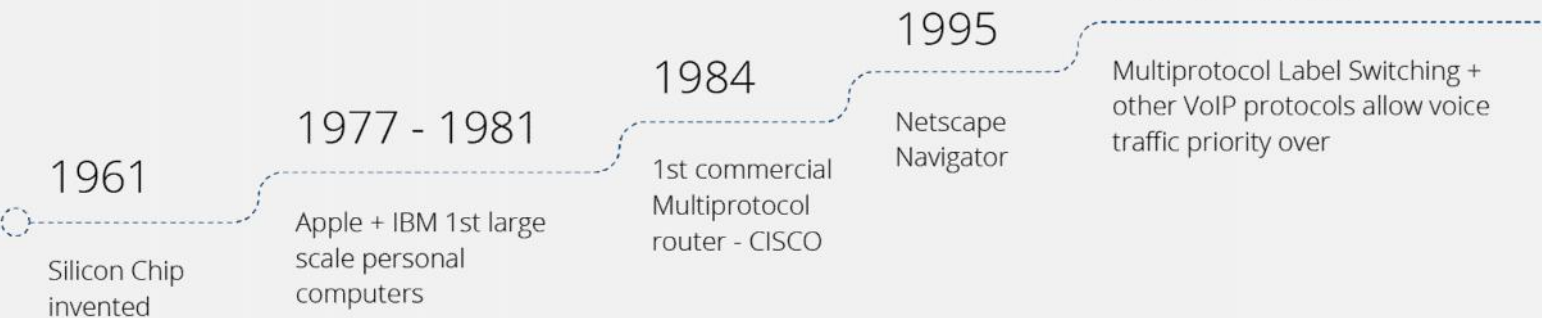 1961
Silicon Chip
invented
1977 - 1981
Apple + IBM 1st large
scale personal
computers
1984
1st commercial
Multiprotocol
router - CISCO
1995
Netscape
Navigator
Multiprotocol Label Switching +
other VoIP protocols allow voice
traffic priority over